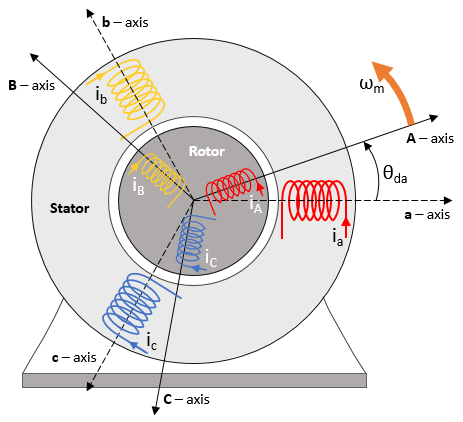 b – axis
B – axis
ωm
A – axis
ib
Rotor
iB
iA
θda
Stator
a – axis
ia
iC
ic
c – axis
C – axis